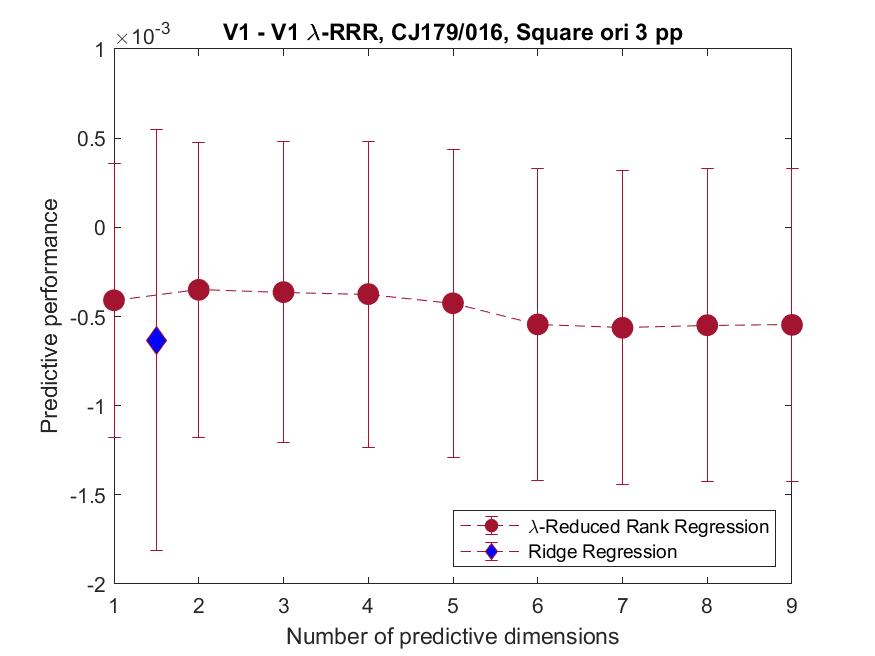 ×10-3
V1 - V1 λ-RRR, CJ179/016, Square ori 3 pp
1
0.5
0
-0.5
-1
-1.5
-2
Predictive performance
λ-Reduced Rank Regression
Ridge Regression
1 2 3 4 5 6 7 8 9
Number of predictive dimensions